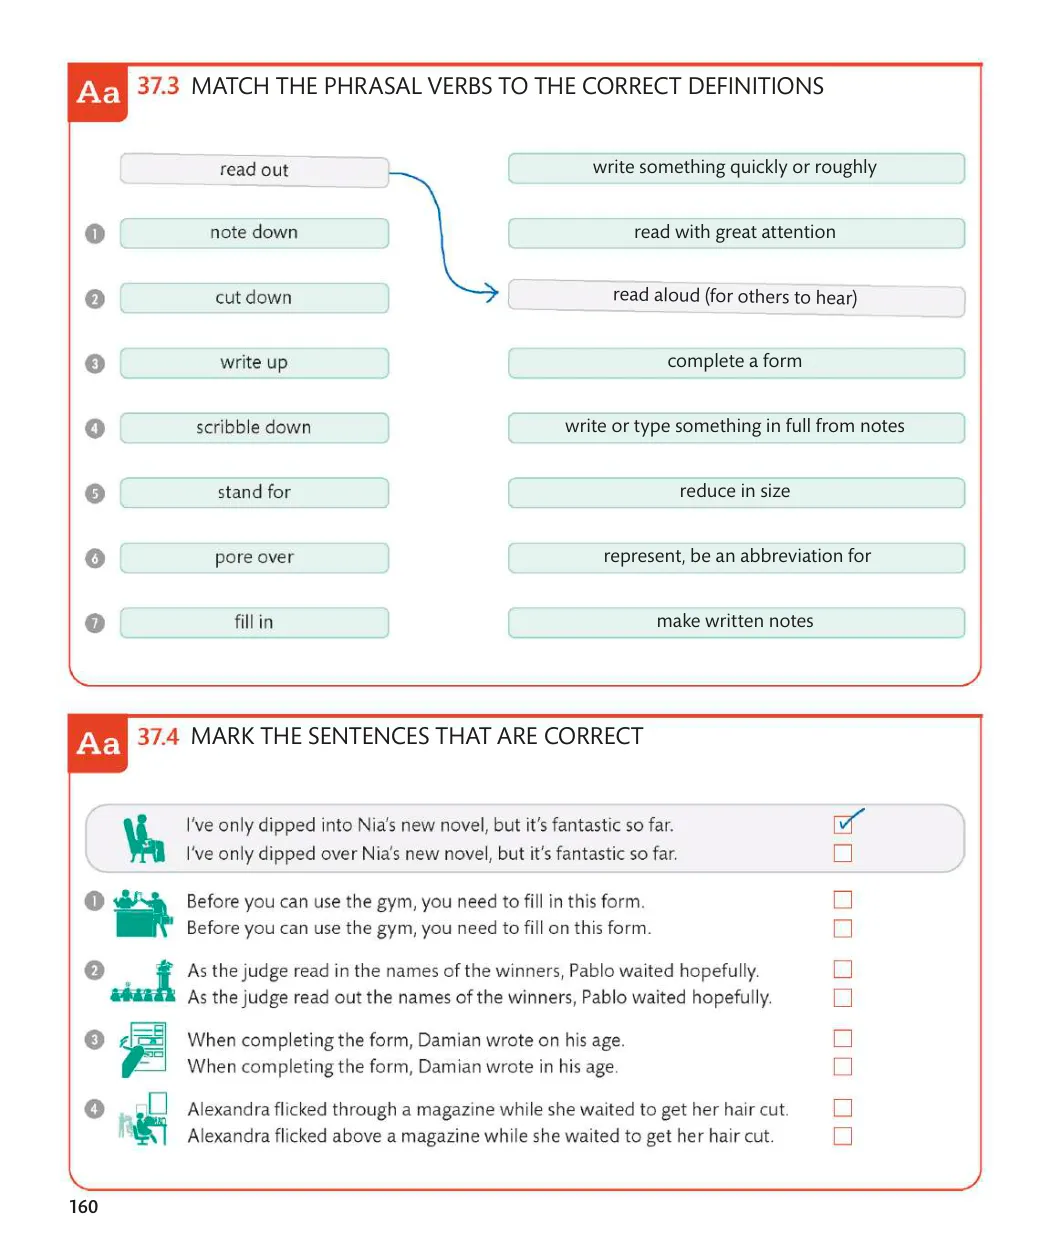 Aa 37.3 MATCH THE PHRASAL VERBS TO THE CORRECT DEFINITIONS
read out
write something quickly or roughly
1 note down
read with great attention
2 cut down
read aloud (for others to hear)
3 write up
complete a form
4 scribble down
write or type something in full from notes
5 stand for
reduce in size
6 pore over
represent, be an abbreviation for
7 fill in
make written notes
Aa 37.4 MARK THE SENTENCES THAT ARE CORRECT
I've only dipped into Nia's new novel, but it's fantastic so far.
I've only dipped over Nia's new novel, but it's fantastic so far.
1 Before you can use the gym, you need to fill in this form.
Before you can use the gym, you need to fill on this form.
2 As the judge read in the names of the winners, Pablo waited hopefully.
As the judge read out the names of the winners, Pablo waited hopefully.
3 When completing the form, Damian wrote on his age.
When completing the form, Damian wrote in his age.
4 Alexandra flicked through a magazine while she waited to get her hair cut.
Alexandra flicked above a magazine while she waited to get her hair cut.
160